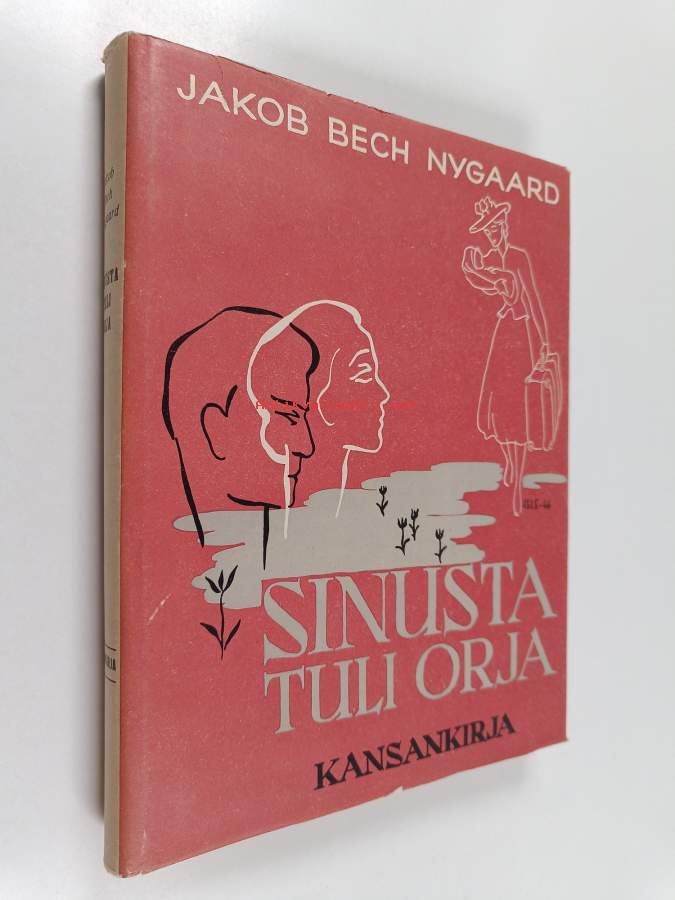 JAKOB BECH NYGAARD
SINUSTA
TULI ORJA
KANSANKIRJA